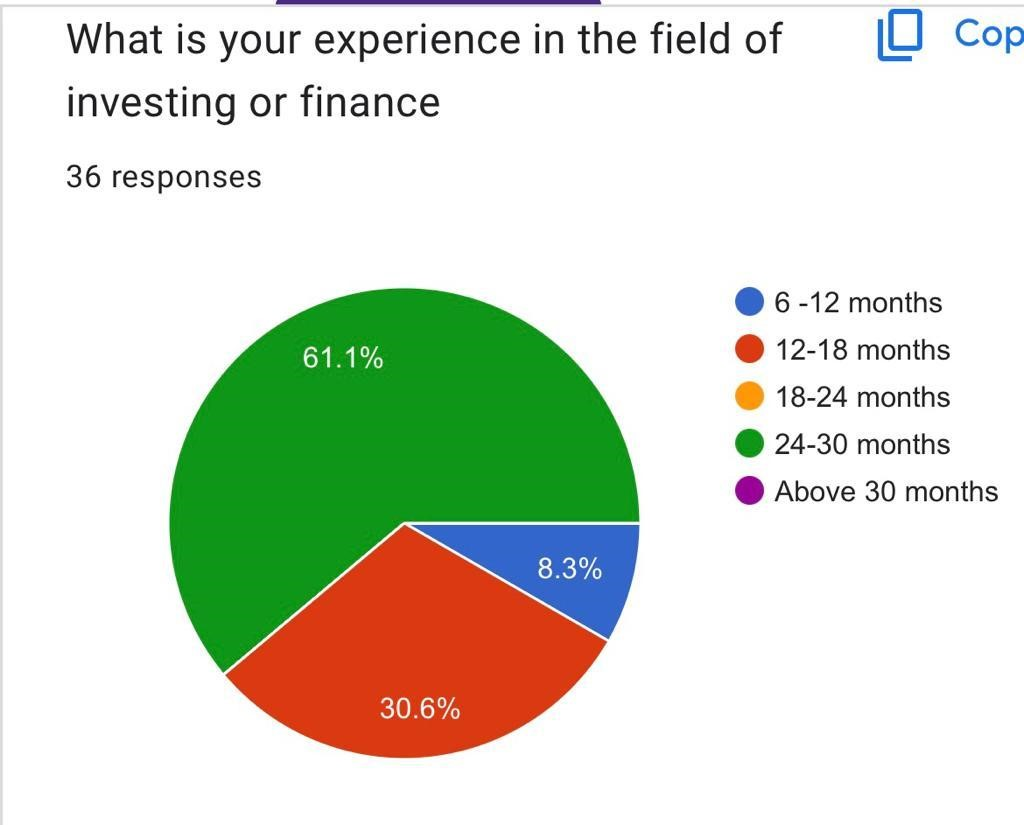 What is your experience in the field of
Cop
investing or finance
36 responses
61.1%
8.3%
30.6%
6 -12 months
12-18 months
18-24 months
24-30 months
Above 30 months